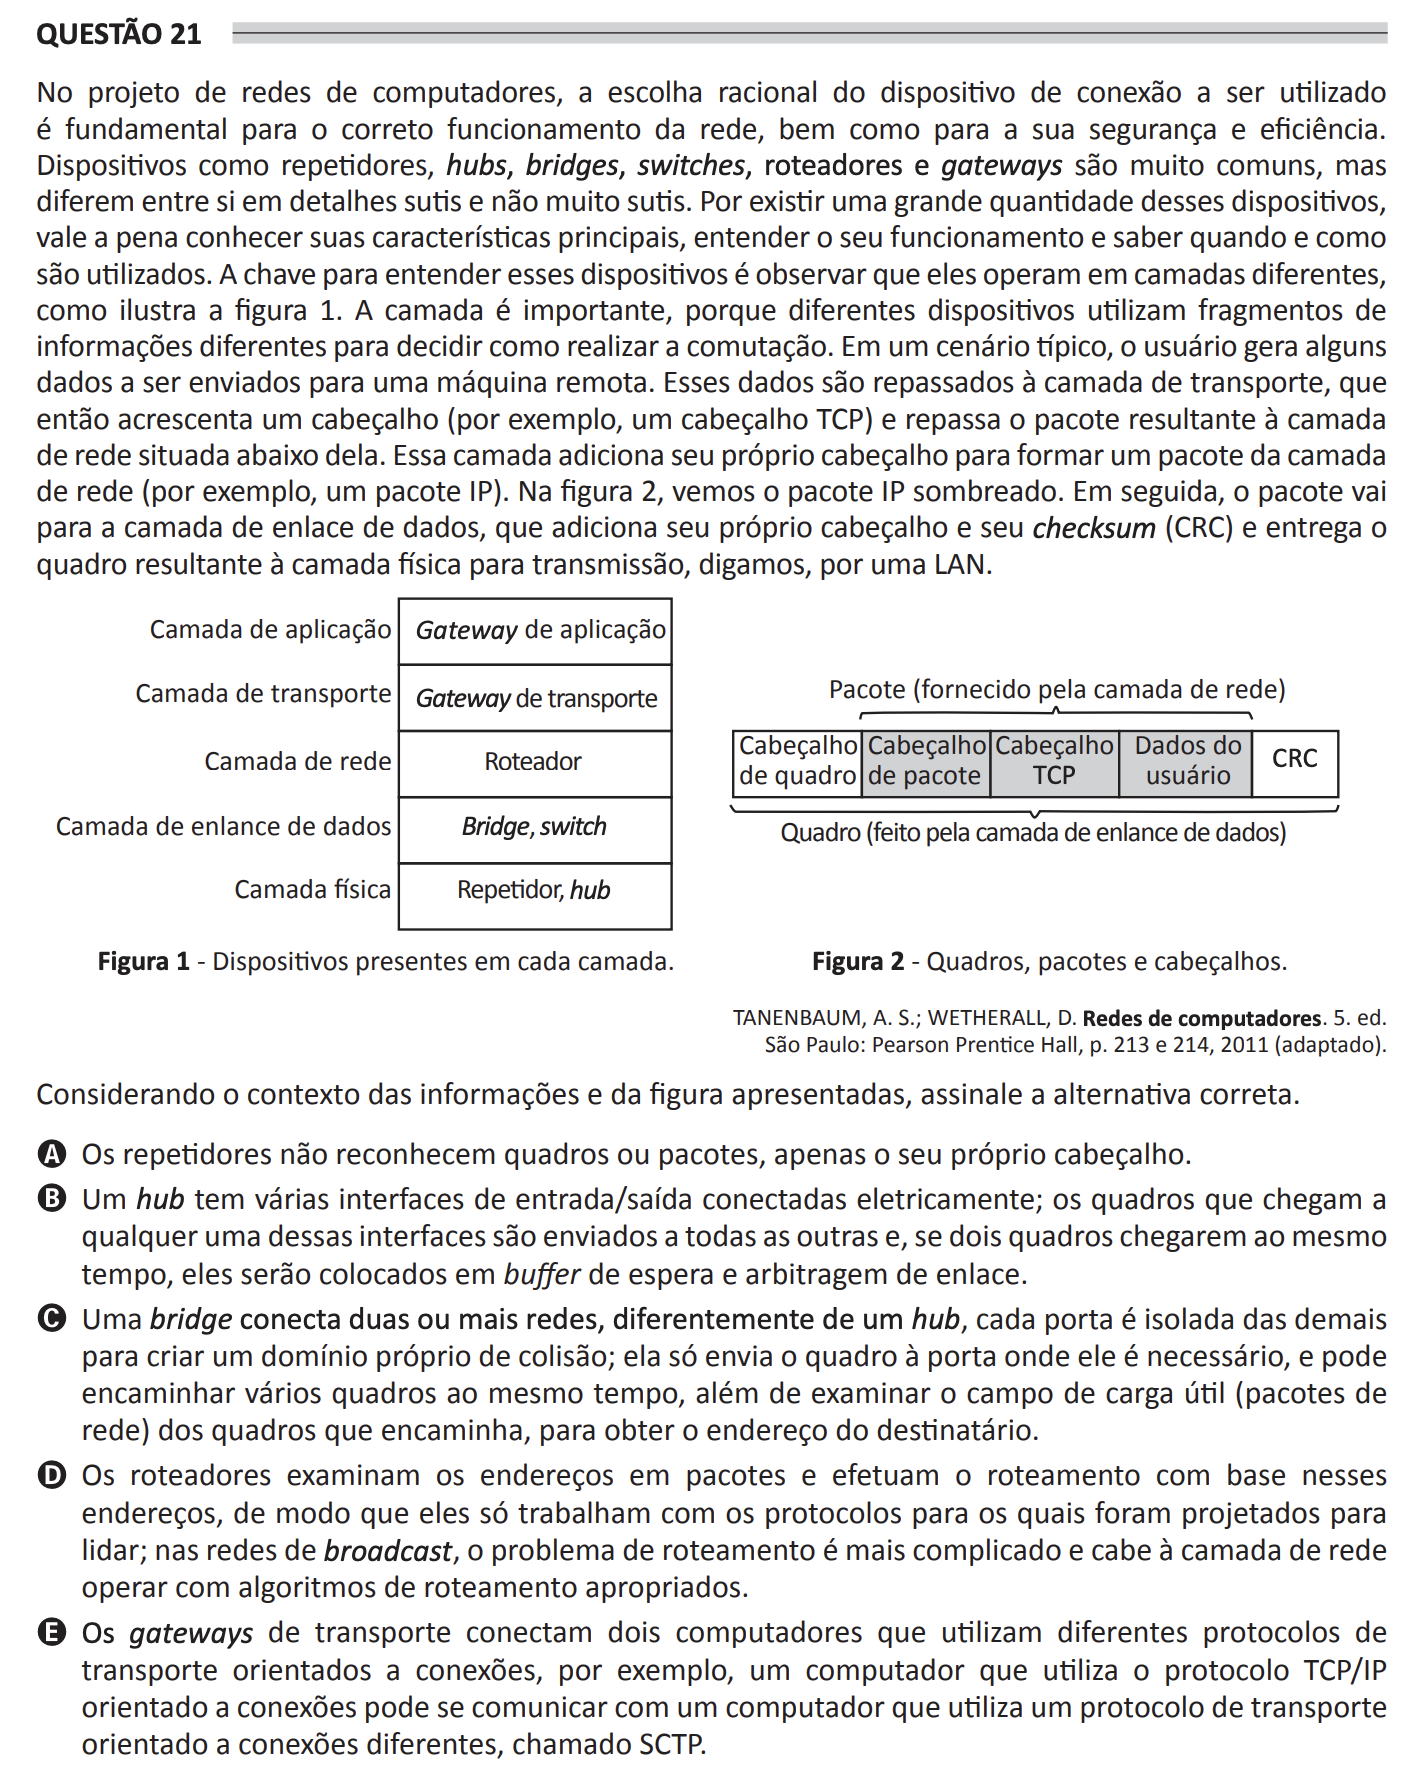 QUESTÃO 21
No projeto de redes de computadores, a escolha racional do dispositivo de conexão a ser utilizado
é fundamental para o correto funcionamento da rede, bem como para a sua segurança e eficiência.
Dispositivos como repetidores, hubs, bridges, switches, roteadores e gateways são muito comuns, mas
diferem entre si em detalhes sutis e não muito sutis. Por existir uma grande quantidade desses dispositivos,
vale a pena conhecer suas características principais, entender o seu funcionamento e saber quando e como
são utilizados. A chave para entender esses dispositivos é observar que eles operam em camadas diferentes,
como ilustra a figura 1. A camada é importante, porque diferentes dispositivos utilizam fragmentos de
informações diferentes para decidir como realizar a comutação. Em um cenário típico, o usuário gera alguns
dados a ser enviados para uma máquina remota. Esses dados são repassados à camada de transporte, que
então acrescenta um cabeçalho (por exemplo, um cabeçalho TCP) e repassa o pacote resultante à camada
de rede situada abaixo dela. Essa camada adiciona seu próprio cabeçalho para formar um pacote da camada
de rede (por exemplo, um pacote IP). Na figura 2, vemos o pacote IP sombreado. Em seguida, o pacote vai
para a camada de enlace de dados, que adiciona seu próprio cabeçalho e seu checksum (CRC) e entrega o
quadro resultante à camada física para transmissão, digamos, por uma LAN.
Camada de aplicação Gateway de aplicação
Camada de transporte Gateway de transporte
Camada de rede Roteador
Camada de enlance de dados Bridge, switch
Camada física Repetidor, hub
Figura 1 - Dispositivos presentes em cada camada.
Pacote (fornecido pela camada de rede)
Cabeçalho Cabeçalho Cabeçalho Dados do CRC
de quadro de pacote TCP usuário
Quadro (feito pela camada de enlance de dados)
Figura 2 - Quadros, pacotes e cabeçalhos.
TANENBAUM, A. S.; WETHERALL, D. Redes de computadores. 5. ed.
São Paulo: Pearson Prentice Hall, p. 213 e 214, 2011 (adaptado).
Considerando o contexto das informações e da figura apresentadas, assinale a alternativa correta.
A Os repetidores não reconhecem quadros ou pacotes, apenas o seu próprio cabeçalho.
B Um hub tem várias interfaces de entrada/saída conectadas eletricamente; os quadros que chegam a
qualquer uma dessas interfaces são enviados a todas as outras e, se dois quadros chegarem ao mesmo
tempo, eles serão colocados em buffer de espera e arbitragem de enlace.
C Uma bridge conecta duas ou mais redes, diferentemente de um hub, cada porta é isolada das demais
para criar um domínio próprio de colisão; ela só envia o quadro à porta onde ele é necessário, e pode
encaminhar vários quadros ao mesmo tempo, além de examinar o campo de carga útil (pacotes de
rede) dos quadros que encaminha, para obter o endereço do destinatário.
D Os roteadores examinam os endereços em pacotes e efetuam o roteamento com base nesses
endereços, de modo que eles só trabalham com os protocolos para os quais foram projetados para
lidar; nas redes de broadcast, o problema de roteamento é mais complicado e cabe à camada de rede
operar com algoritmos de roteamento apropriados.
E Os gateways de transporte conectam dois computadores que utilizam diferentes protocolos de
transporte orientados a conexões, por exemplo, um computador que utiliza o protocolo TCP/IP
orientado a conexões pode se comunicar com um computador que utiliza um protocolo de transporte
orientado a conexões diferentes, chamado SCTP.